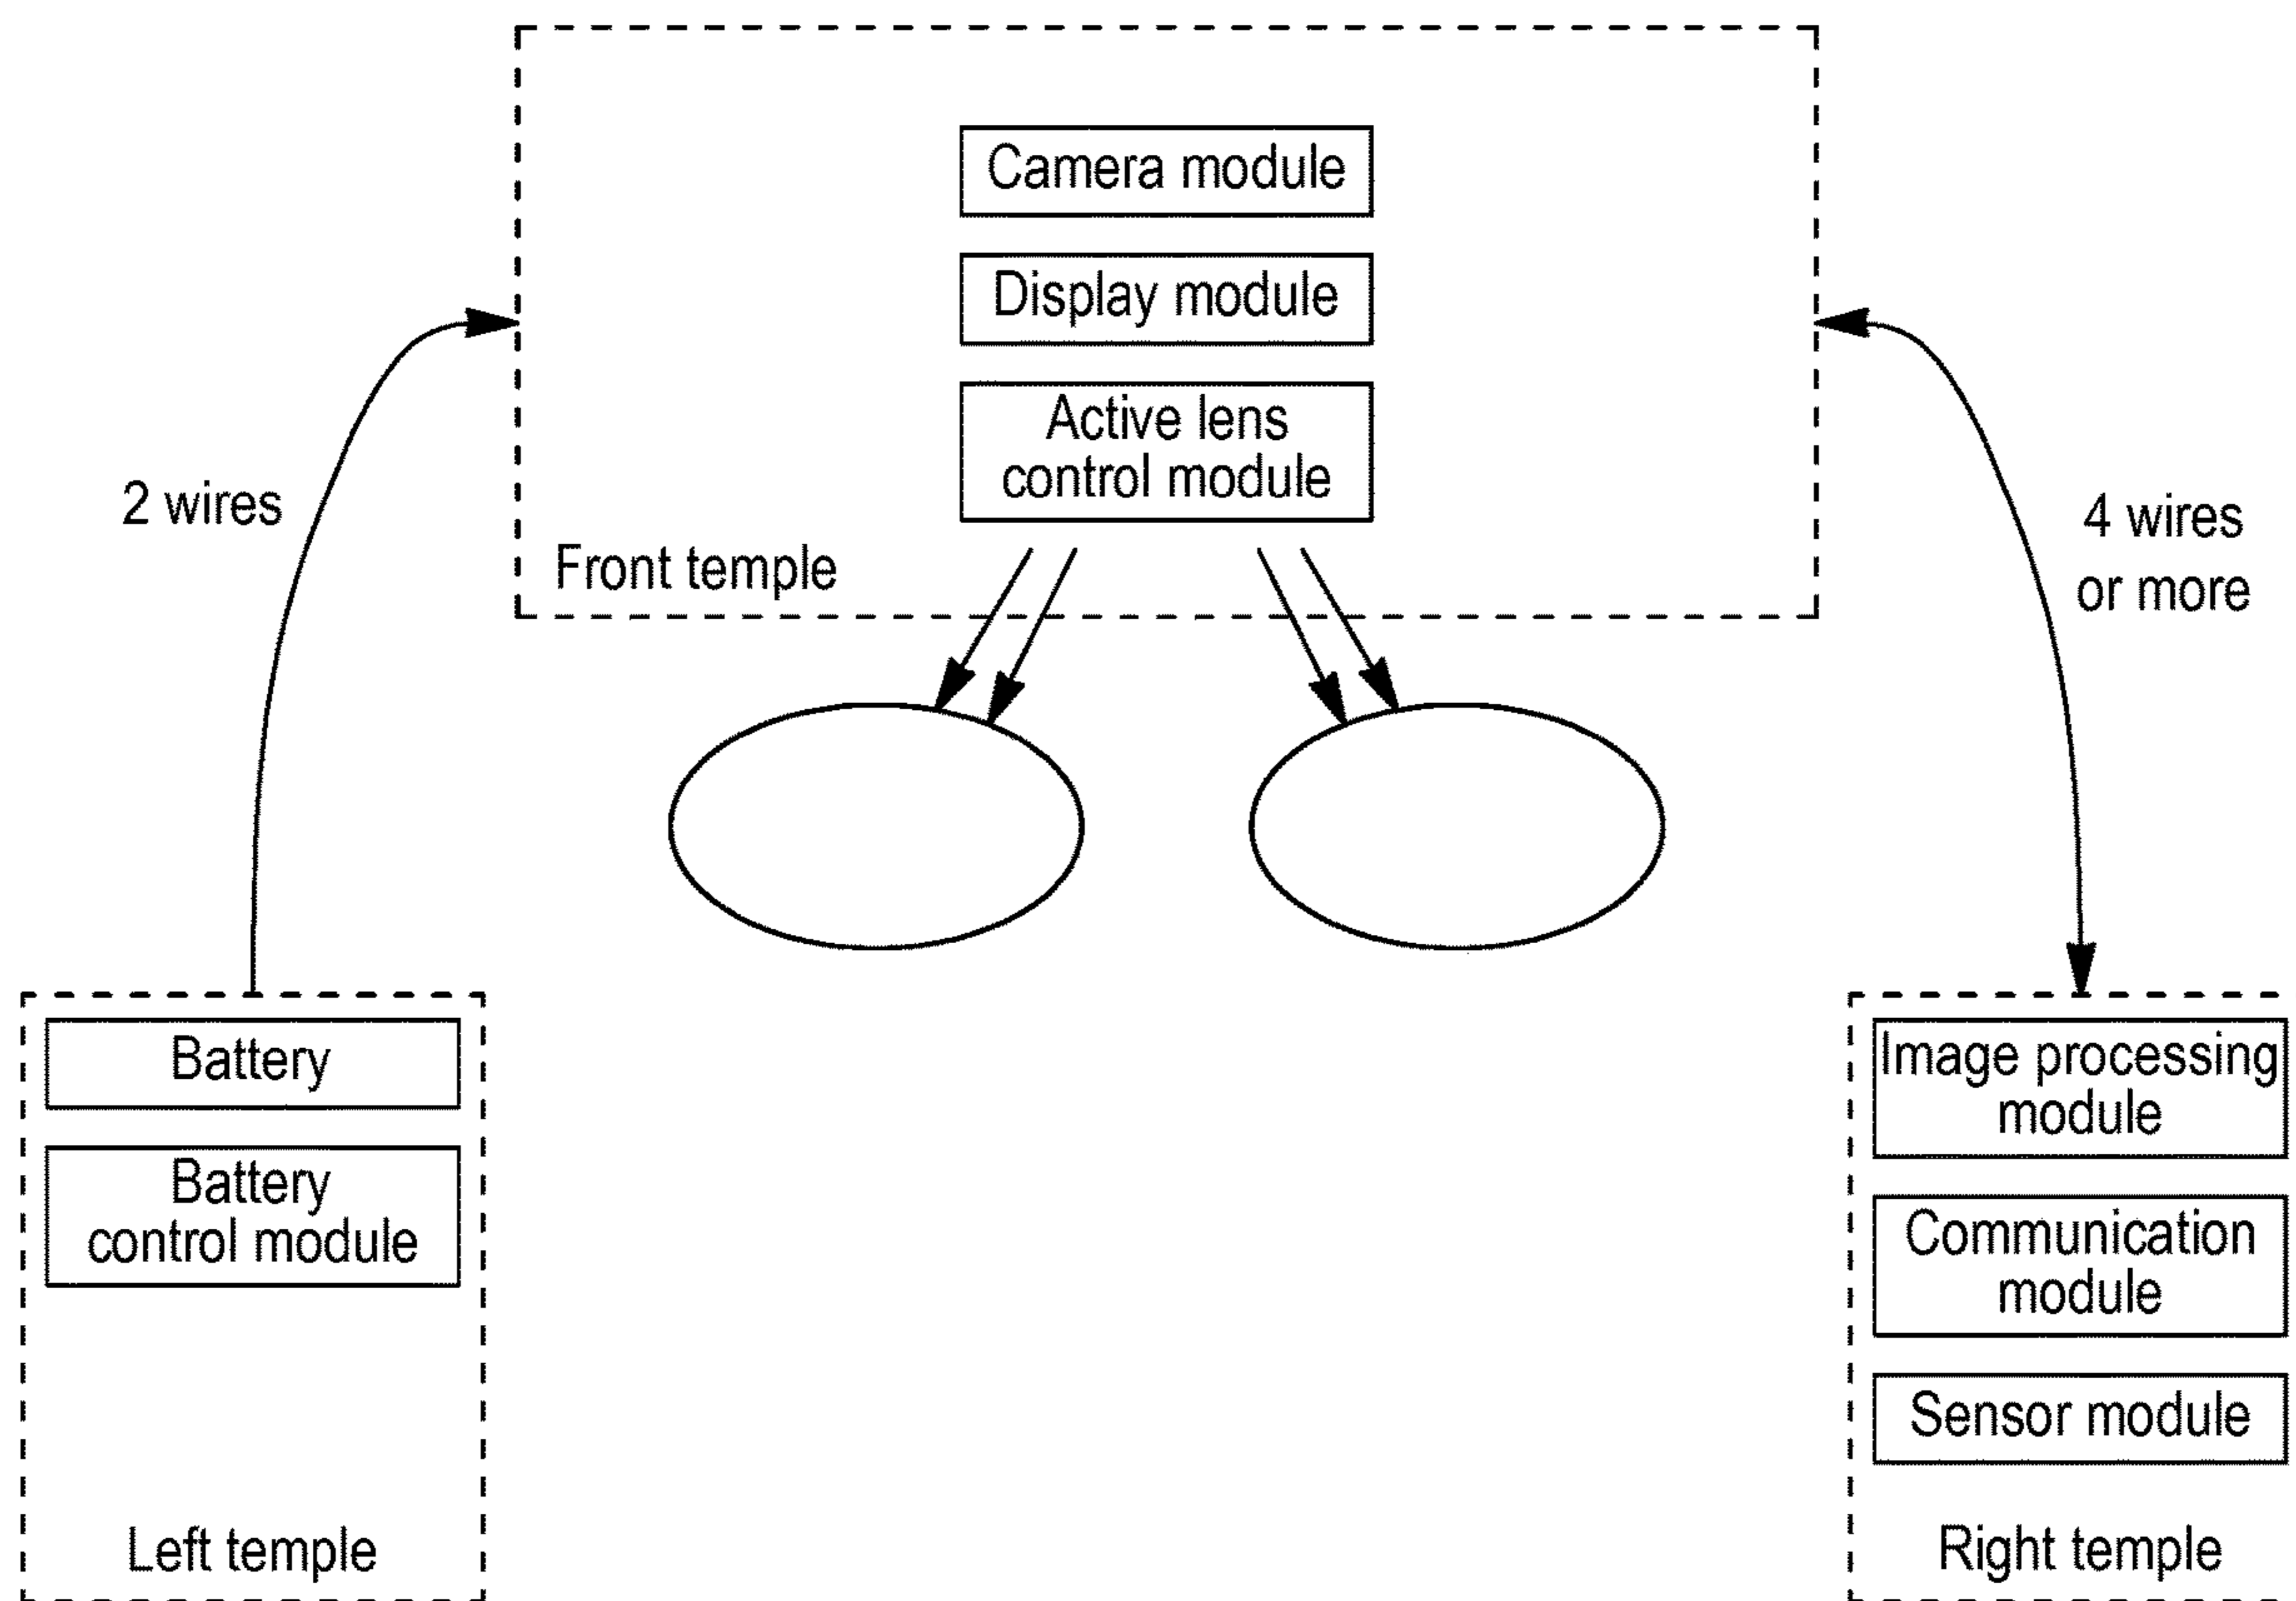 Camera module
Display module
Active lens
control module
Front temple
2 wires
4 wires
or more
Battery
Battery
control module
Left temple
Image processing
module
Communication
module
Sensor module
Right temple